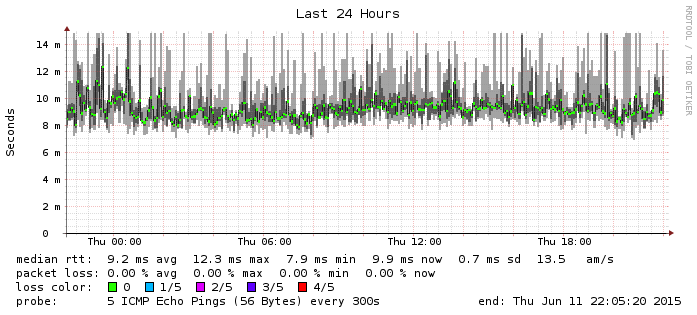 Last 24 Hours
RRDTOOL / TOBI OETIKER
Seconds
14 m
12 m
10 m
8 m
6 m
4 m
2 m
0
Thu 00:00 Thu 06:00 Thu 12:00 Thu 18:00
median rtt: 9.2 ms avg 12.3 ms max 7.9 ms min 9.9 ms now 0.7 ms sd 13.5 am/s
packet loss: 0.00 % avg 0.00 % max 0.00 % min 0.00 % now
loss color: 0 1/5 2/5 3/5 4/5
probe: 5 ICMP Echo Pings (56 Bytes) every 300s end: Thu Jun 11 22:05:20 2015